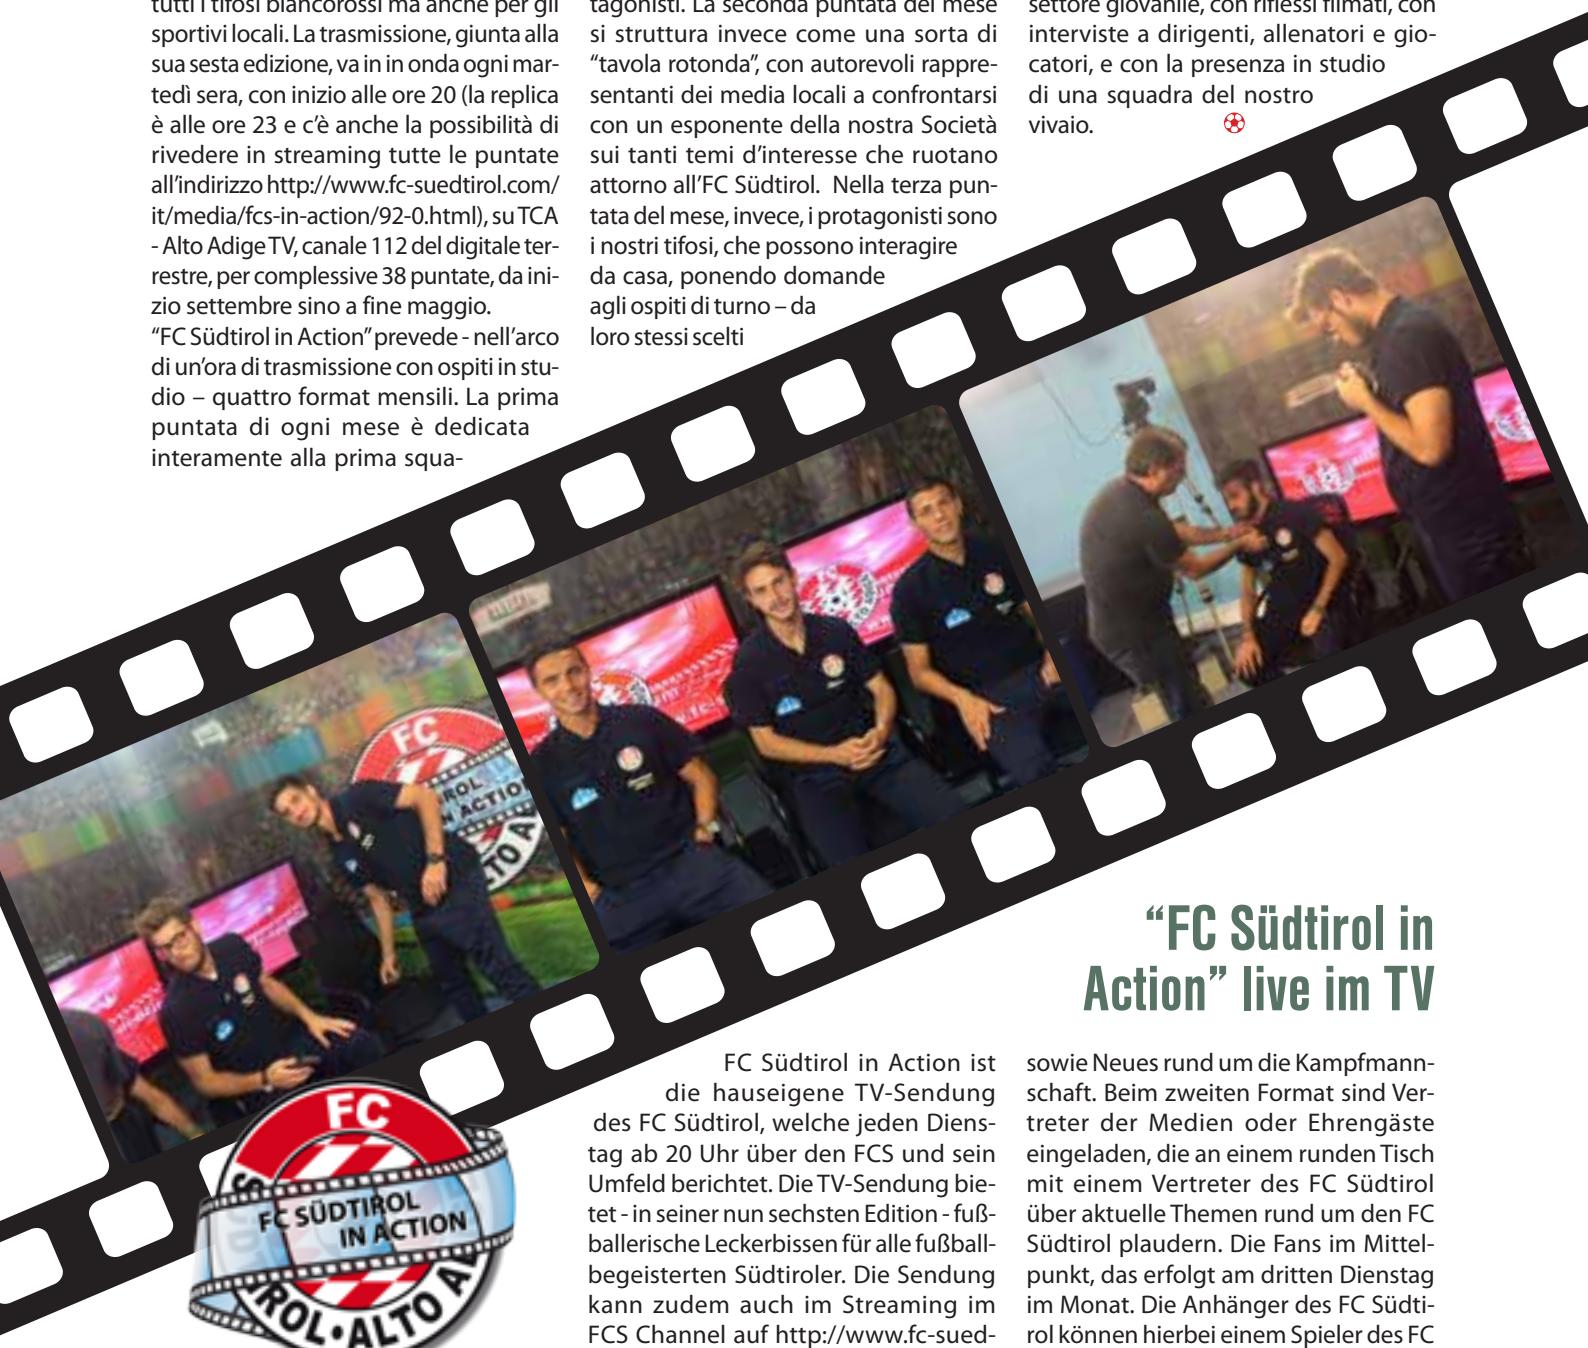 tutti i tifosi biancorossi ma anche per gli
sportivi locali. La trasmissione, giunta alla
sua sesta edizione, va in in onda ogni mar-
tedì sera, con inizio alle ore 20 (la replica
è alle ore 23 e c’è anche la possibilità di
rivedere in streaming tutte le puntate
all’indirizzo http://www.fc-suedtirol.com/
it/media/fcs-in-action/92-0.html), su TCA
- Alto Adige TV, canale 112 del digitale ter-
restre, per complessive 38 puntate, da ini-
zio settembre sino a fine maggio.
“FC Südtirol in Action” prevede - nell’arco
di un’ora di trasmissione con ospiti in stu-
dio – quattro format mensili. La prima
puntata di ogni mese è dedicata
interamente alla prima squa-
tagonisti. La seconda puntata del mese
si struttura invece come una sorta di
“tavola rotonda”, con autorevoli rappre-
sentanti dei media locali a confrontarsi
con un esponente della nostra Società
sui tanti temi d’interesse che ruotano
attorno all’FC Südtirol. Nella terza pun-
tata del mese, invece, i protagonisti sono
i nostri tifosi, che possono interagire
da casa, ponendo domande
agli ospiti di turno – da
loro stessi scelti
settore giovanile, con riflessi filmati, con
interviste a dirigenti, allenatori e gio-
catori, e con la presenza in studio
di una squadra del nostro
vivaio.
FC
ROL
N ACTION
LTO A
FC
“FC Südtirol in
Action” live im TV
FC
FC SÜDTIROL
IN ACTION
ROL•ALTO A
FC Südtirol in Action ist
die hauseigene TV-Sendung
des FC Südtirol, welche jeden Diens-
tag ab 20 Uhr über den FCS und sein
Umfeld berichtet. Die TV-Sendung bie-
tet - in seiner nun sechsten Edition - fuß-
ballerische Leckerbissen für alle fußball-
begeisterten Südtiroler. Die Sendung
kann zudem auch im Streaming im
FCS Channel auf http://www.fc-sued-
sowie Neues rund um die Kampfmann-
schaft. Beim zweiten Format sind Ver-
treter der Medien oder Ehrengäste
eingeladen, die an einem runden Tisch
mit einem Vertreter des FC Südtirol
über aktuelle Themen rund um den FC
Südtirol plaudern. Die Fans im Mittel-
punkt, das erfolgt am dritten Dienstag
im Monat. Die Anhänger des FC Südti-
rol können hierbei einem Spieler des FC